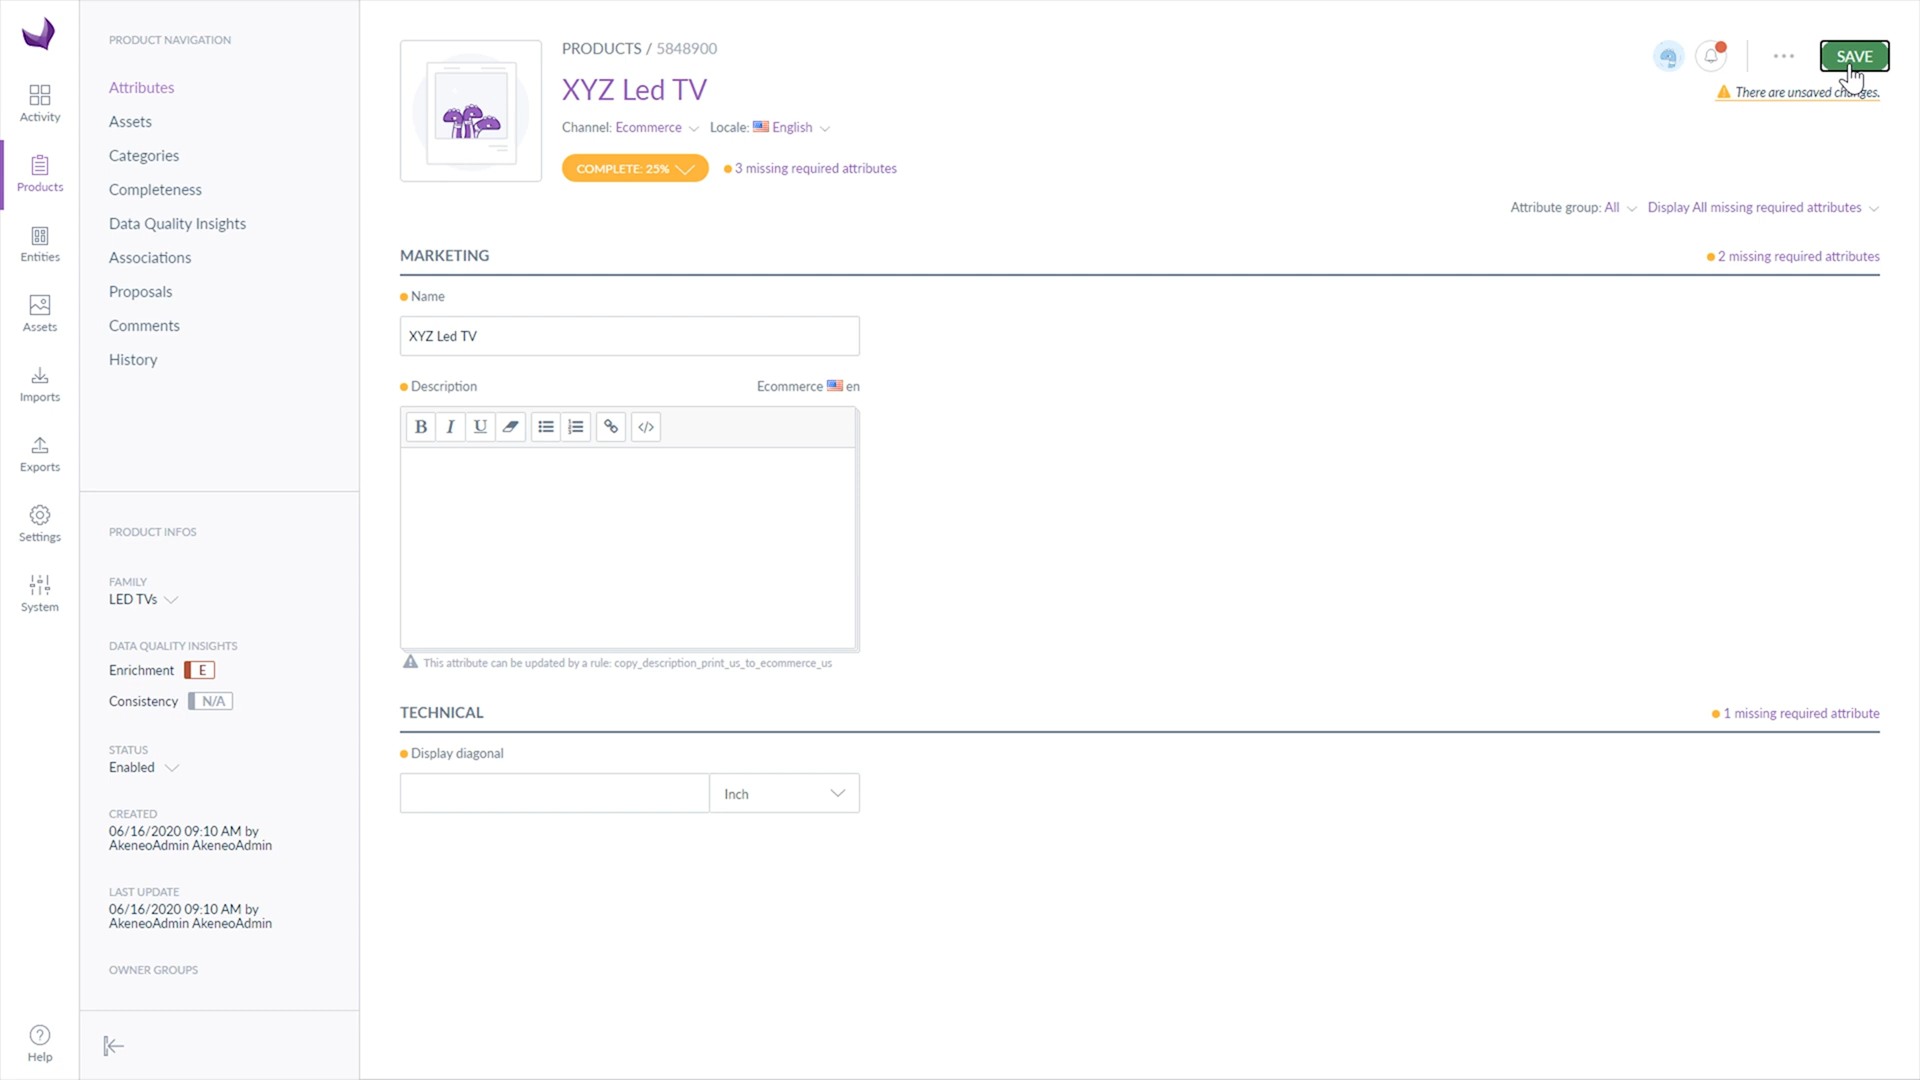 Activity
Products
Entities
Assets
Imports
Exports
Settings
System
Help
PRODUCT NAVIGATION
Attributes
Assets
Categories
Completeness
Data Quality Insights
Associations
Proposals
Comments
History
PRODUCT INFOS
FAMILY
LED TVs
DATA QUALITY INSIGHTS
Enrichment E
Consistency N/A
STATUS
Enabled
CREATED
06/16/2020 09:10 AM by
AkeneoAdmin AkeneoAdmin
LAST UPDATE
06/16/2020 09:10 AM by
AkeneoAdmin AkeneoAdmin
OWNER GROUPS
PRODUCTS / 5848900
XYZ Led TV
Channel: Ecommerce Locale: English
COMPLETE: 25% 3 missing required attributes
SAVE
There are unsaved changes.
Attribute group: All Display All missing required attributes
MARKETING 2 missing required attributes
Name
XYZ Led TV
Description Ecommerce en
B I U </>
This attribute can be updated by a rule: copy_description_print_us_to_ecommerce_us
TECHNICAL 1 missing required attribute
Display diagonal
Inch